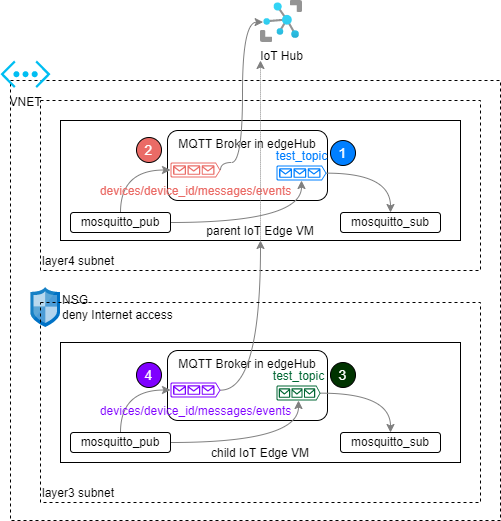 IoT Hub
VNET
MQTT Broker in edgeHub
2
test_topic
1
devices/device_id/messages/events
mosquitto_pub
mosquitto_sub
parent IoT Edge VM
layer4 subnet
NSG
deny Internet access
MQTT Broker in edgeHub
4
test_topic
3
devices/device_id/messages/events
mosquitto_pub
mosquitto_sub
child IoT Edge VM
layer3 subnet